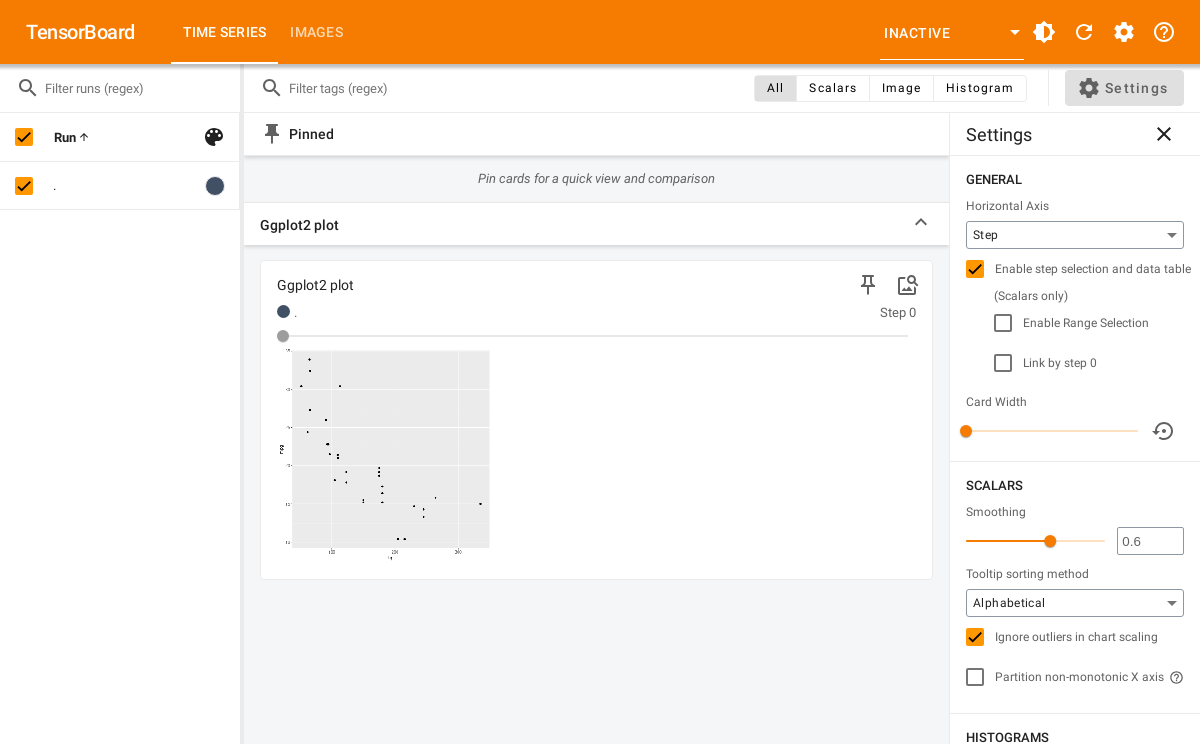 TensorBoard
TIME SERIES
IMAGES
INACTIVE
Filter runs (regex)
Filter tags (regex)
All
Scalars
Image
Histogram
Settings
Run
.
Pinned
Pin cards for a quick view and comparison
Ggplot2 plot
Ggplot2 plot
.
Step 0
mpg
Settings
GENERAL
Horizontal Axis
Step
Enable step selection and data table
(Scalars only)
Enable Range Selection
Link by step 0
Card Width
SCALARS
Smoothing
0.6
Tooltip sorting method
Alphabetical
Ignore outliers in chart scaling
Partition non-monotonic X axis
HISTOGRAMS